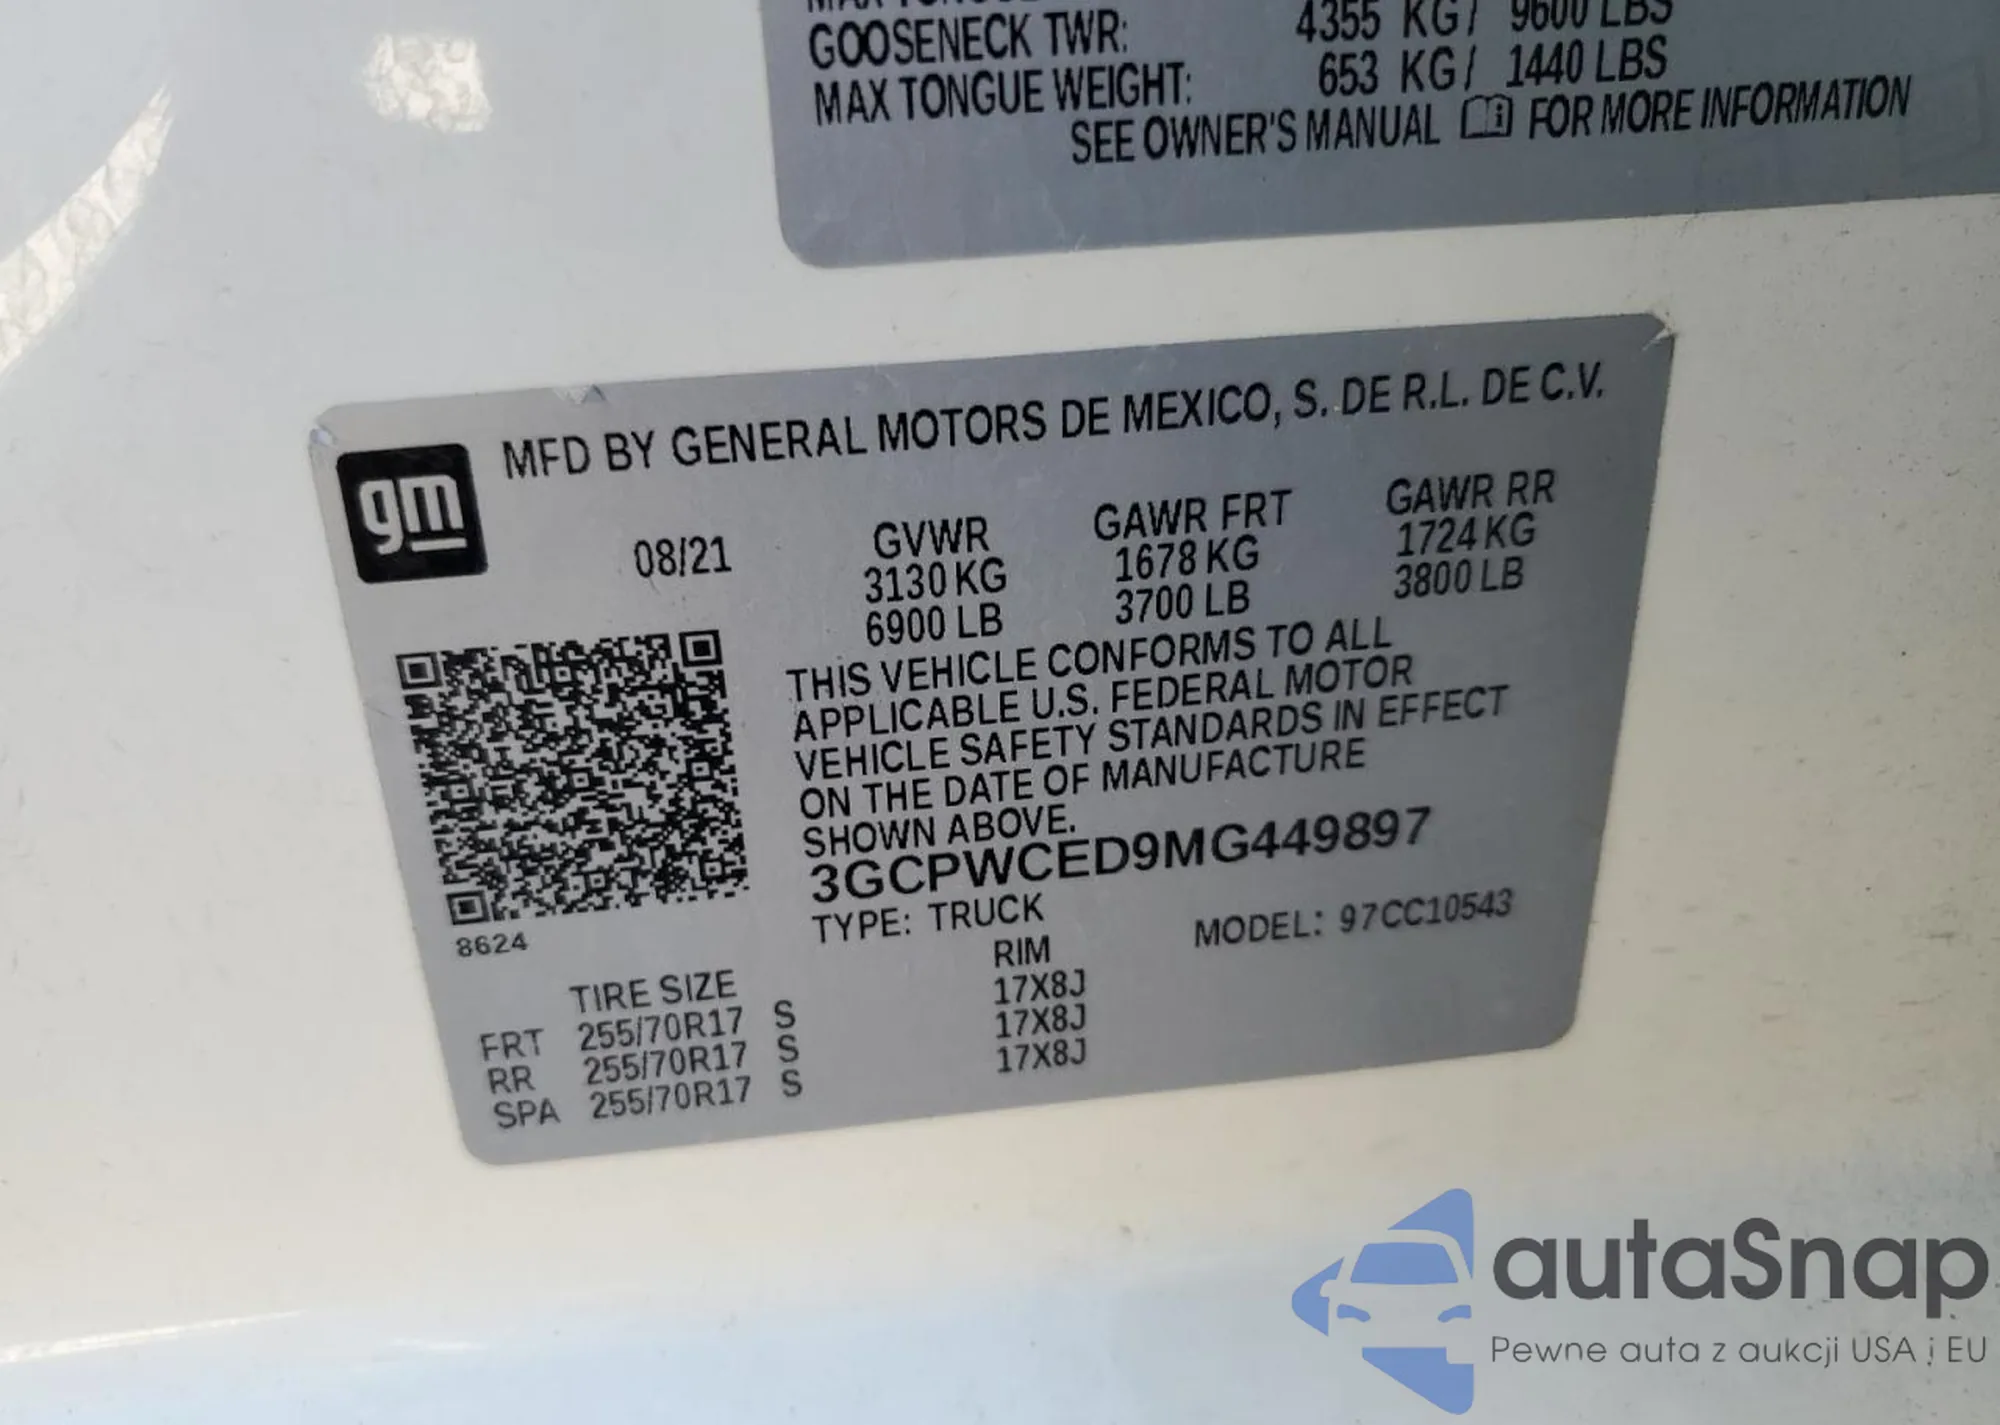 MAX TONGUE
GOOSENECK TWR: 4355 KG / 9600 LBS
MAX TONGUE WEIGHT: 653 KG / 1440 LBS
SEE OWNER'S MANUAL FOR MORE INFORMATION
gm
MFD BY GENERAL MOTORS DE MEXICO, S. DE R.L. DE C.V.
08/21 GVWR GAWR FRT GAWR RR
3130 KG 1678 KG 1724 KG
6900 LB 3700 LB 3800 LB
THIS VEHICLE CONFORMS TO ALL
APPLICABLE U.S. FEDERAL MOTOR
VEHICLE SAFETY STANDARDS IN EFFECT
ON THE DATE OF MANUFACTURE
SHOWN ABOVE.
3GCPWCED9MG449897
TYPE: TRUCK MODEL: 97CC10543
8624
TIRE SIZE RIM
FRT 255/70R17 S 17X8J
RR 255/70R17 S 17X8J
SPA 255/70R17 S 17X8J
autaSnap
Pewne auta z aukcji USA i EU